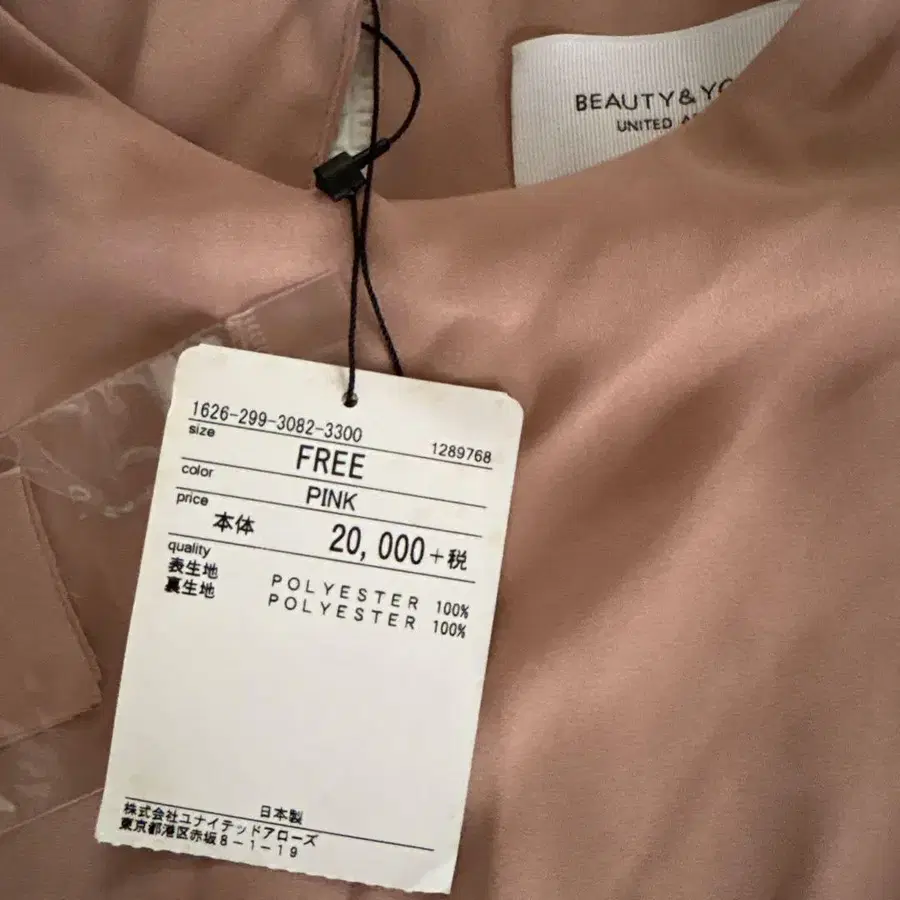 BEAUTY&
UNITED
1626-299-3082-3300
size
1289768
FREE
color
PINK
price
本体 20,000+税
quality
表生地 POLYESTER 100%
裏生地 POLYESTER 100%
日本製
株式会社ユナイテッドアローズ
東京都港区赤坂8-1-19